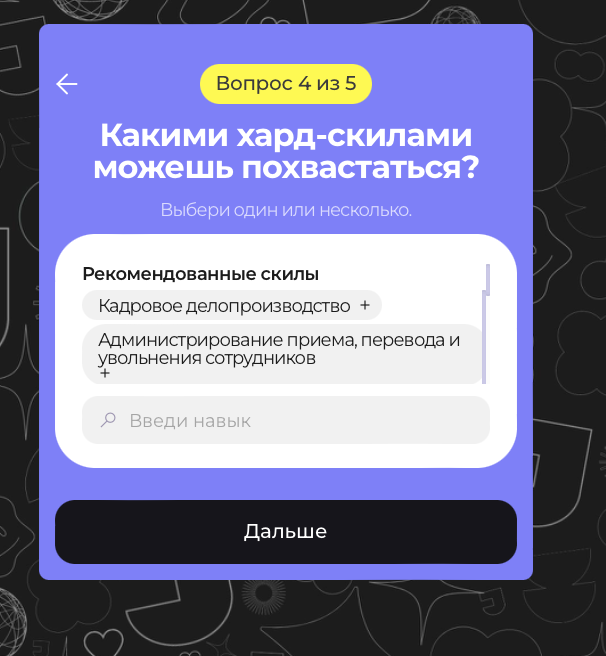 Вопрос 4 из 5
Какими хард-скилами
можешь похвастаться?
Выбери один или несколько.
Рекомендованные скилы
Кадровое делопроизводство +
Администрирование приема, перевода и
увольнения сотрудников
+
Введи навык
Дальше